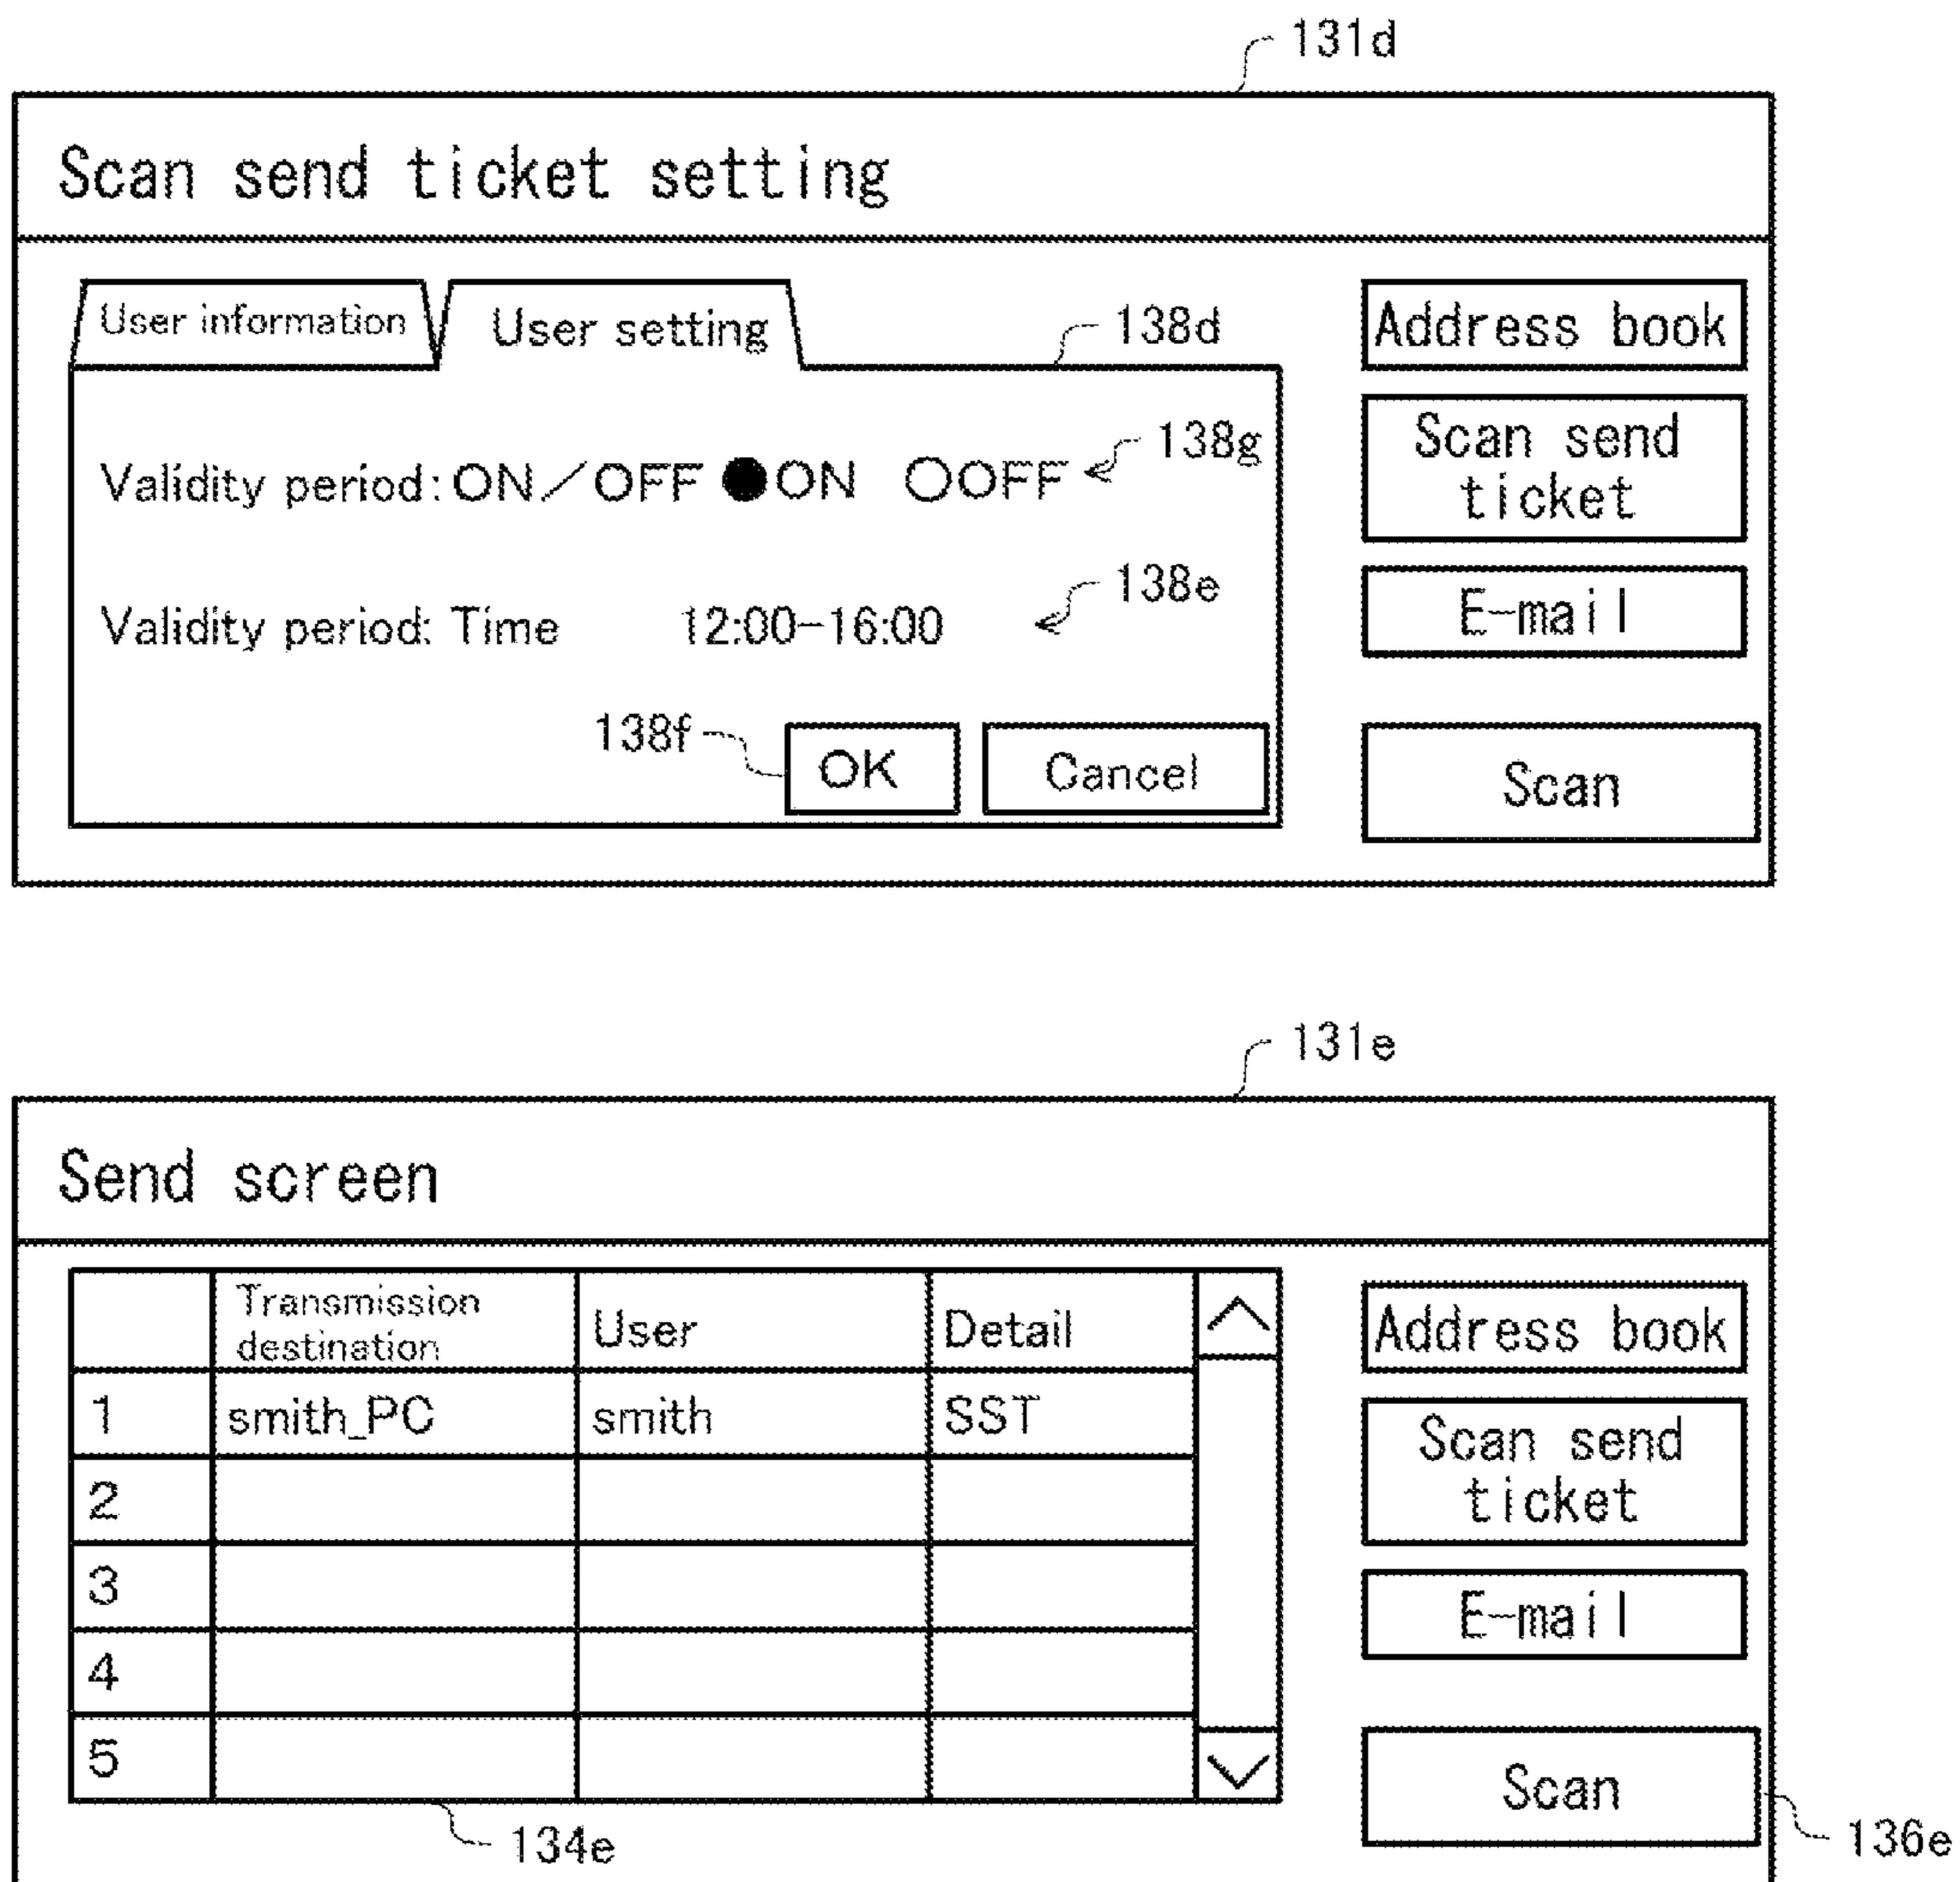 131d
Scan send ticket setting
User information
User setting
138d
Address book
Validity period: ON/OFF ●ON ○OFF
138g
Scan send
ticket
Validity period: Time 12:00-16:00
138e
E-mail
138f
OK
Cancel
Scan
131e
Send screen
Transmission
destination
User
Detail
Address book
1 smith_PC smith SST
Scan send
ticket
2
3
E-mail
4
5
Scan
134e
136e